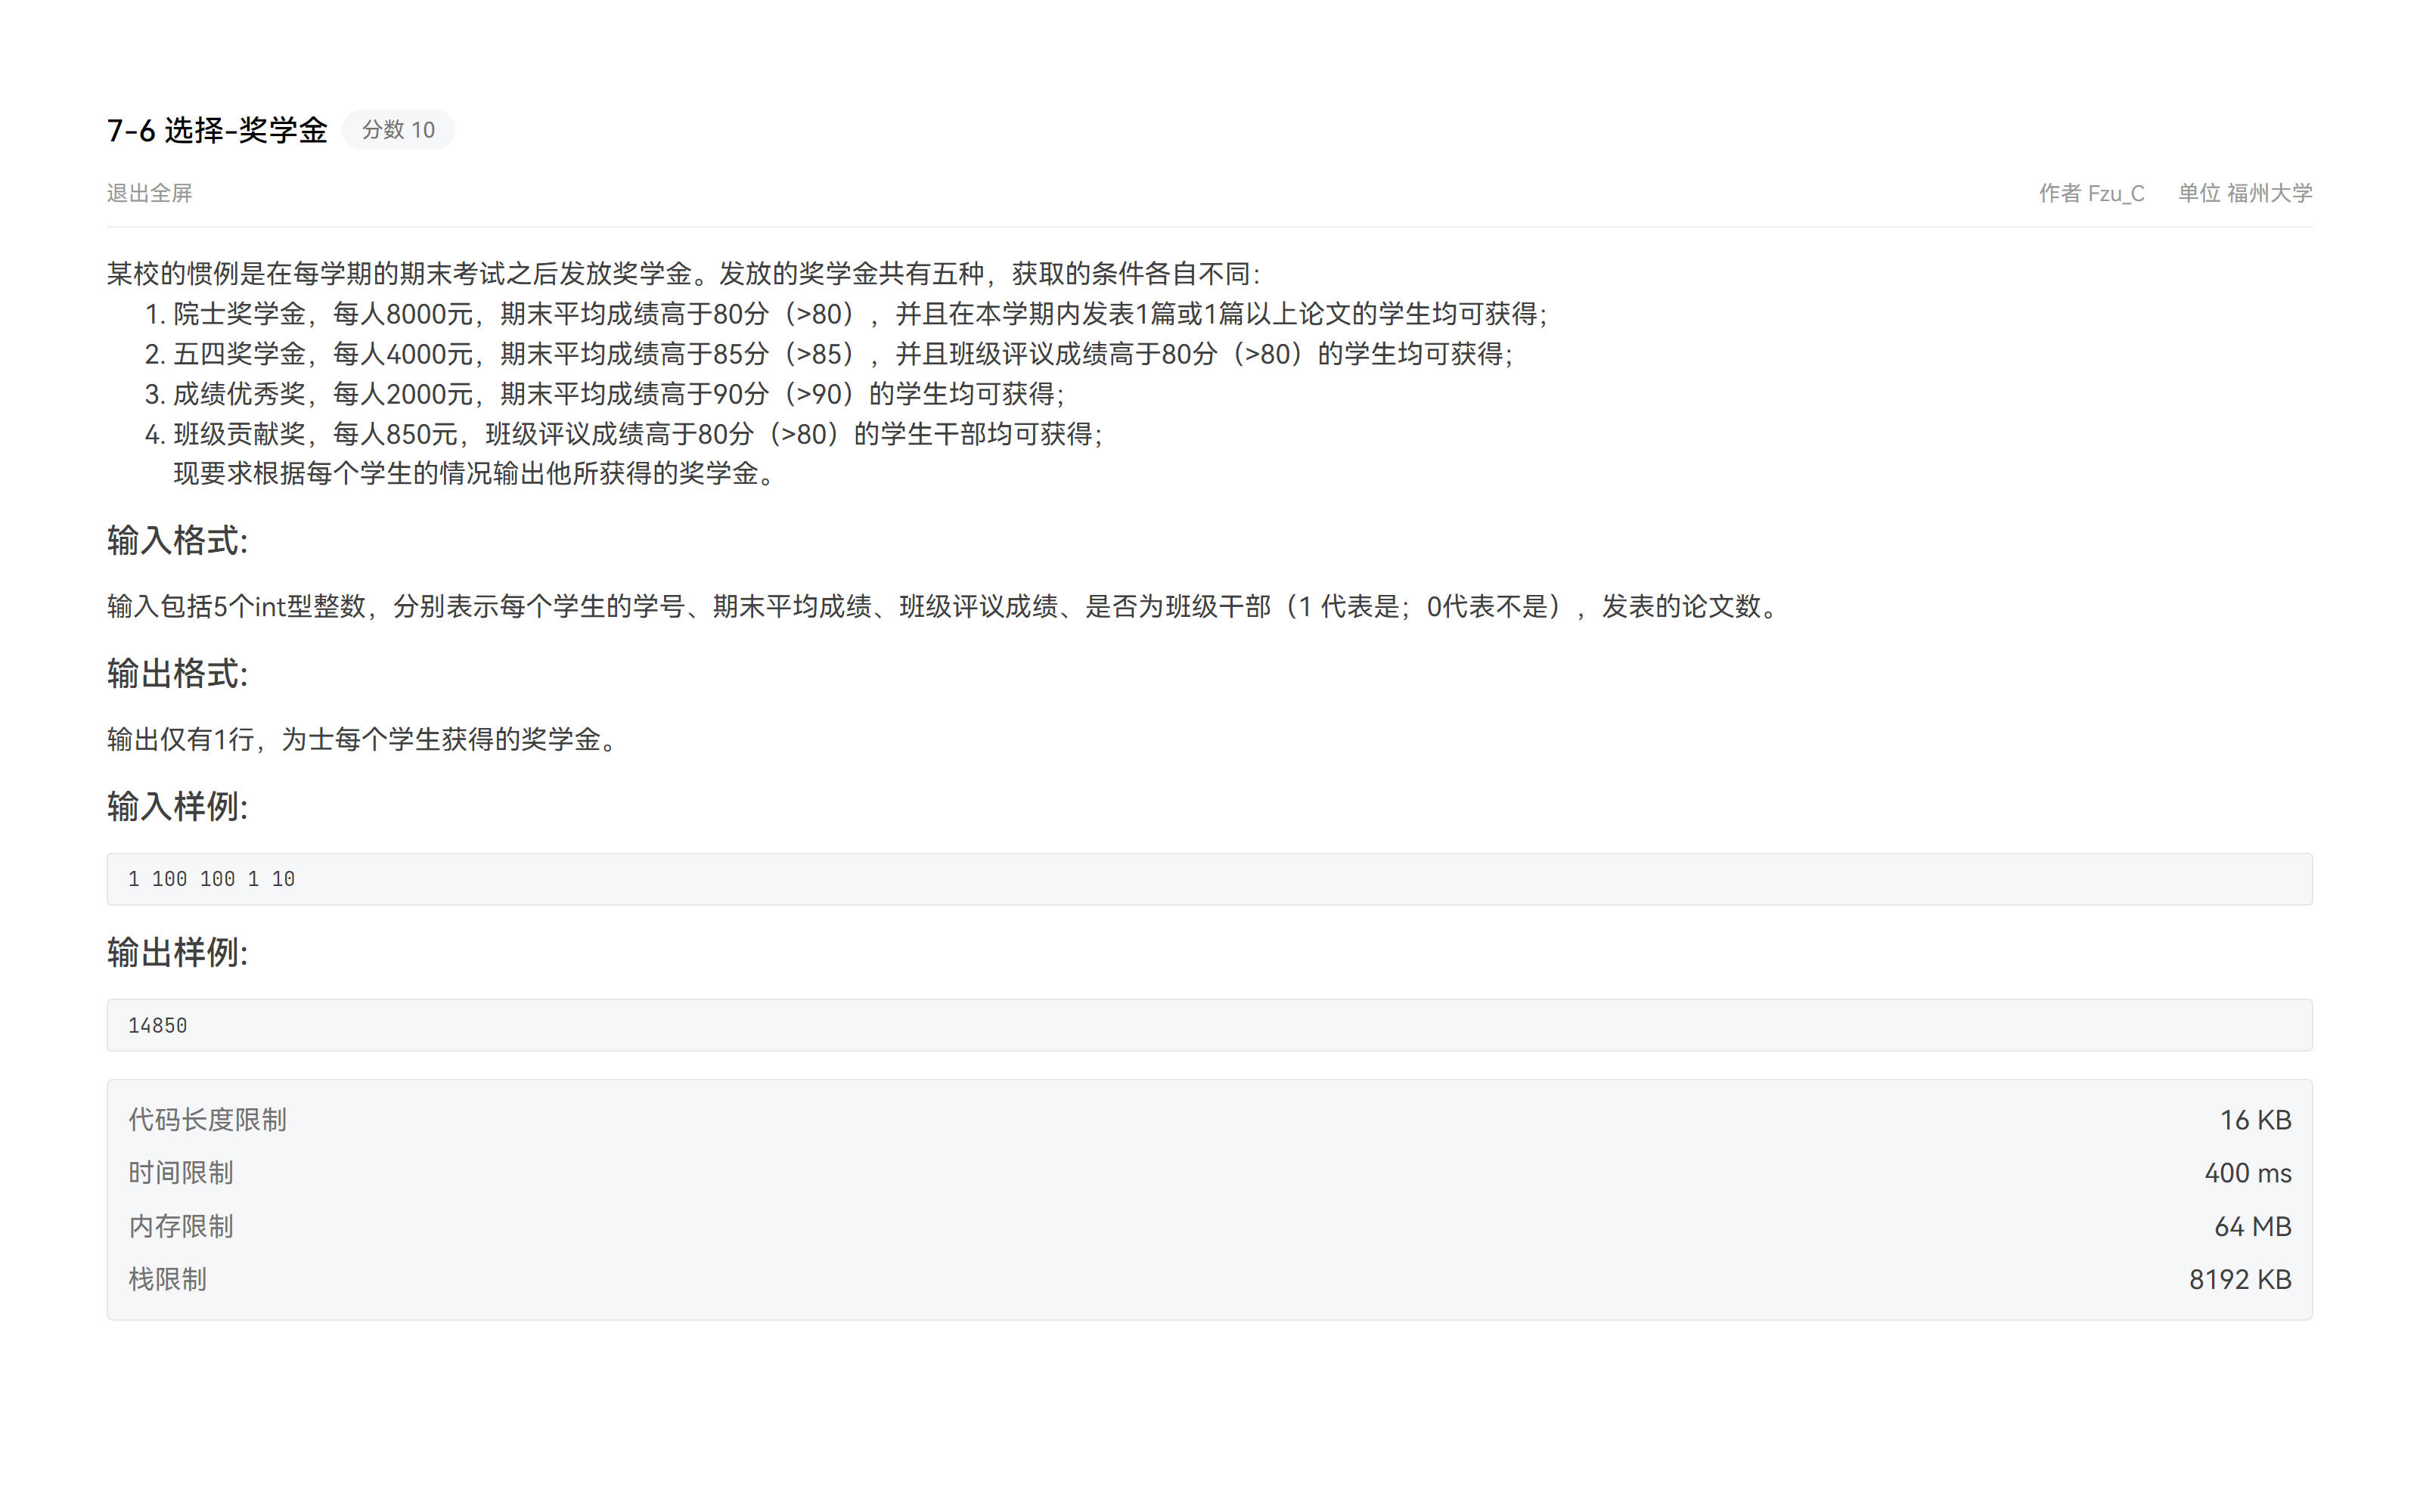 7-6 选择-奖学金 分数 10
退出全屏 作者 Fzu_C 单位 福州大学
某校的惯例是在每学期的期末考试之后发放奖学金。发放的奖学金共有五种，获取的条件各自不同：
1. 院士奖学金，每人8000元，期末平均成绩高于80分（>80），并且在本学期内发表1篇或1篇以上论文的学生均可获得；
2. 五四奖学金，每人4000元，期末平均成绩高于85分（>85），并且班级评议成绩高于80分（>80）的学生均可获得；
3. 成绩优秀奖，每人2000元，期末平均成绩高于90分（>90）的学生均可获得；
4. 班级贡献奖，每人850元，班级评议成绩高于80分（>80）的学生干部均可获得；
现要求根据每个学生的情况输出他所获得的奖学金。
输入格式:
输入包括5个int型整数，分别表示每个学生的学号、期末平均成绩、班级评议成绩、是否为班级干部（1 代表是；0代表不是），发表的论文数。
输出格式:
输出仅有1行，为士每个学生获得的奖学金。
输入样例:
1 100 100 1 10
输出样例:
14850
代码长度限制 16 KB
时间限制 400 ms
内存限制 64 MB
栈限制 8192 KB